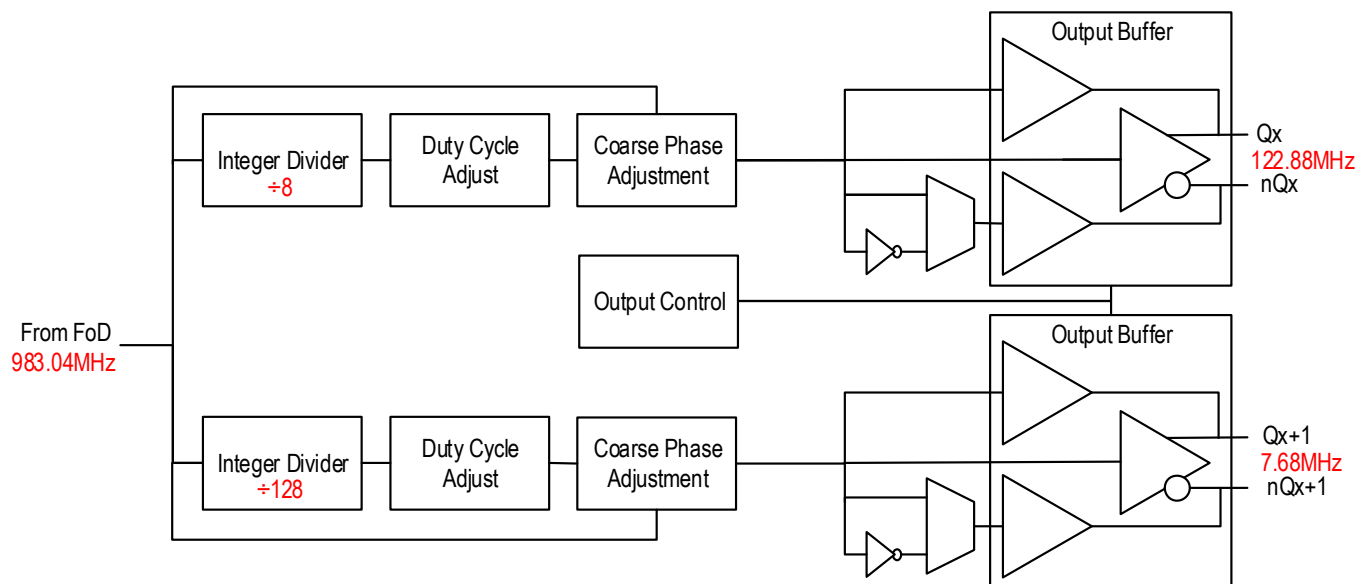 Output Buffer
Integer Divider
÷8
Duty Cycle
Adjust
Coarse Phase
Adjustment
Qx
122.88MHz
nQx
Output Control
From FoD
983.04MHz
Output Buffer
Integer Divider
÷128
Duty Cycle
Adjust
Coarse Phase
Adjustment
Qx+1
7.68MHz
nQx+1